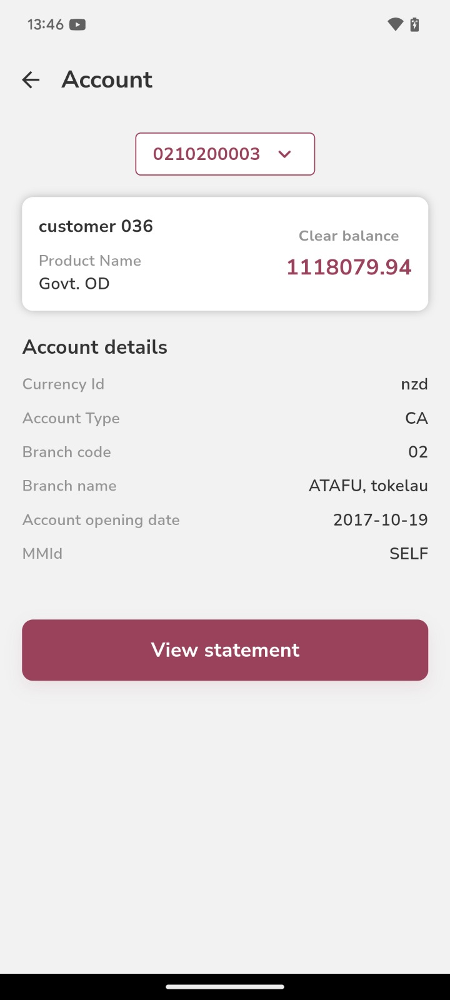 13:46
Account
0210200003
customer 036
Product Name
Govt. OD
Clear balance
1118079.94
Account details
Currency Id nzd
Account Type CA
Branch code 02
Branch name ATAFU, tokelau
Account opening date 2017-10-19
MMId SELF
View statement